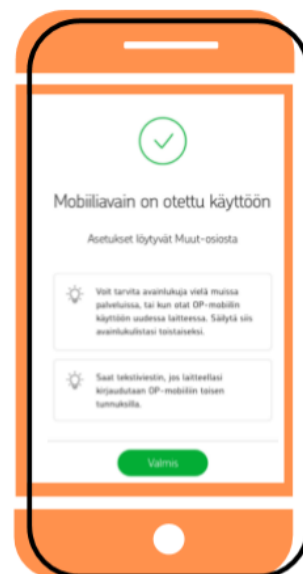 Mobiiliavain on otettu käyttöön
Asetukset löytyvät Muut-osiosta
Voit tarvita avainlukuja vielä muissa
palveluissa, tai kun otat OP-mobiilin
käyttöön uudessa laitteessa. Säilytä siis
avainlukulistasi toistaiseksi.
Saat tekstiviestin, jos laitteellasi
kirjaudutaan OP-mobiiliin toisen
tunnuksilla.
Valmis